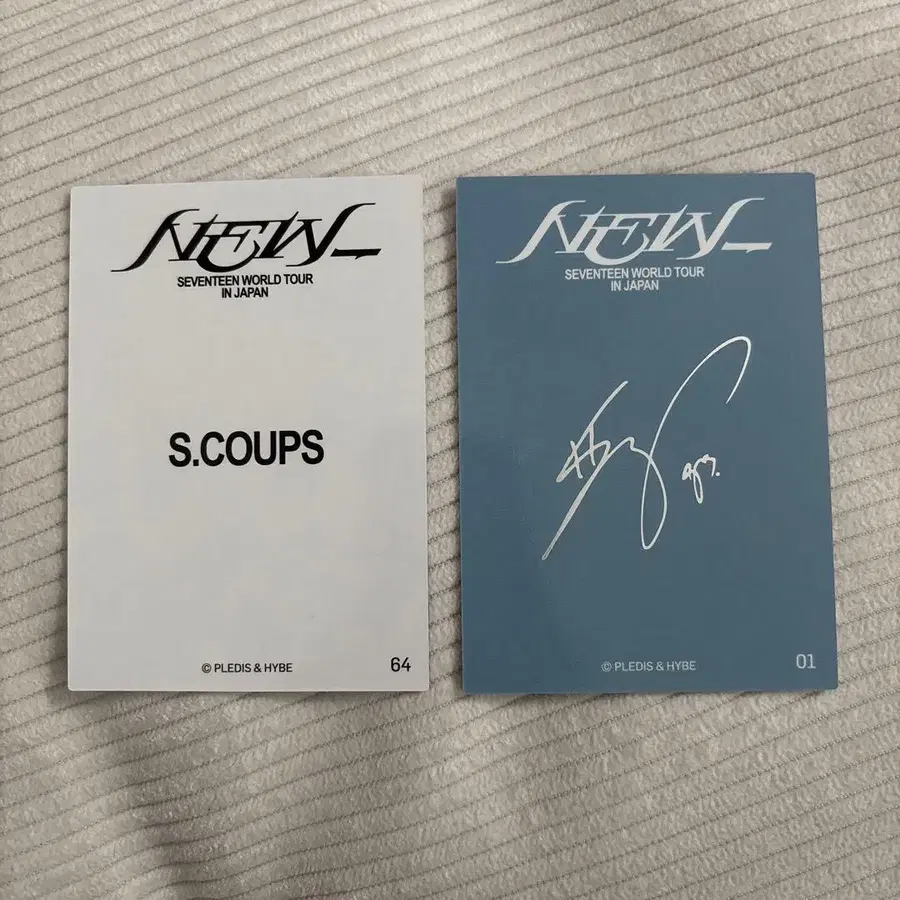 NEW_
SEVENTEEN WORLD TOUR
IN JAPAN
S.COUPS
© PLEDIS & HYBE
64
NEW_
SEVENTEEN WORLD TOUR
IN JAPAN
© PLEDIS & HYBE
01